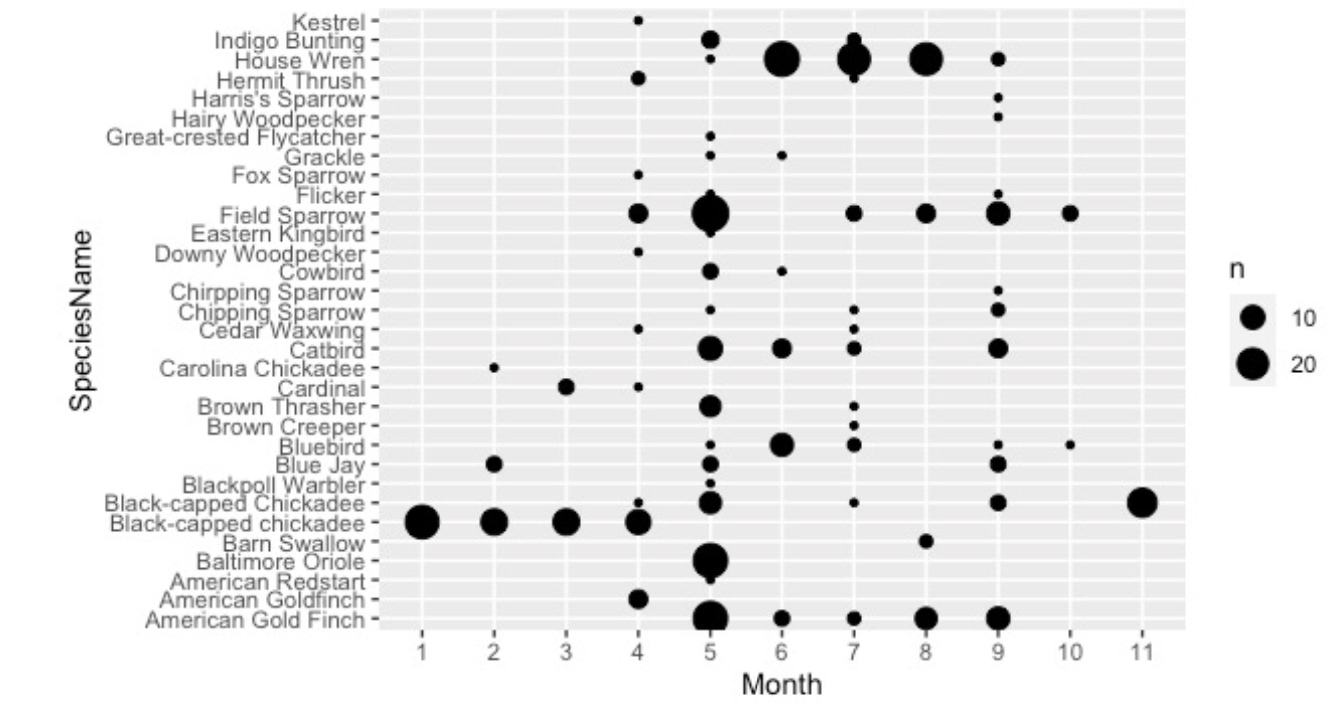 Kestrel
Indigo Bunting
House Wren
Hermit Thrush
Harris's Sparrow
Hairy Woodpecker
Great-crested Flycatcher
Grackle
Fox Sparrow
Flicker
Field Sparrow
Eastern Kingbird
Downy Woodpecker
Cowbird
Chirpping Sparrow
Chipping Sparrow
Cedar Waxwing
Catbird
Carolina Chickadee
Cardinal
Brown Thrasher
Brown Creeper
Bluebird
Blue Jay
Blackpoll Warbler
Black-capped Chickadee
Black-capped chickadee
Barn Swallow
Baltimore Oriole
American Redstart
American Goldfinch
American Gold Finch
SpeciesName
1 2 3 4 5 6 7 8 9 10 11
Month
n
10
20